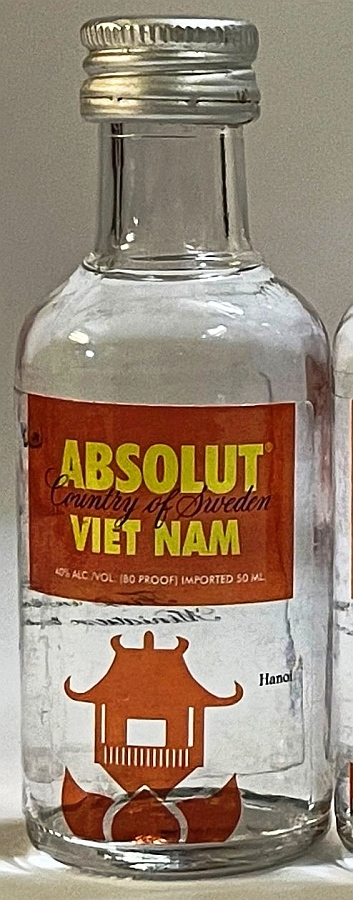 ABSOLUT®
Country of Sweden
VIET NAM
40% ALC./VOL. (80 PROOF) IMPORTED 50 ML.
Hanoi